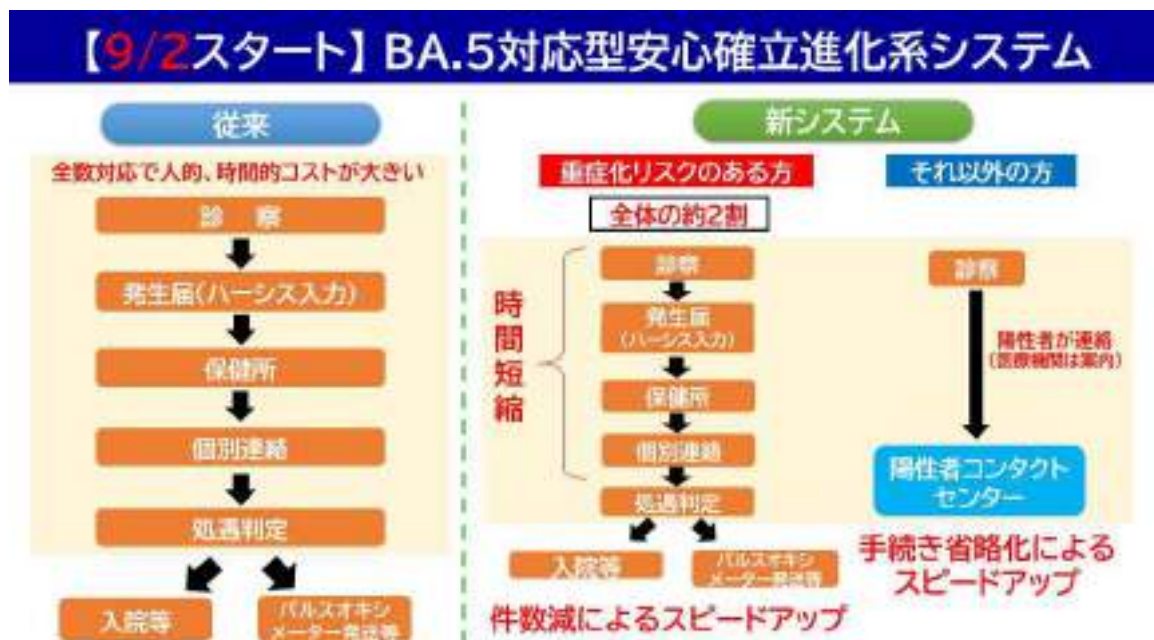 【9/2スタート】BA.5対応型安心確立進化系システム
従来
全数対応で人的、時間的コストが大きい
診 察
発生届(ハーシス入力)
保健所
個別連絡
処遇判定
入院等
パルスオキシ
メーター発送等
新システム
重症化リスクのある方
全体の約2割
時間短縮
診察
発生届
(ハーシス入力)
保健所
個別連絡
処遇判定
入院等
パルスオキシ
メーター発送等
件数減によるスピードアップ
それ以外の方
診察
陽性者が連絡
(医療機関は案内)
陽性者コンタクト
センター
手続き省略化による
スピードアップ